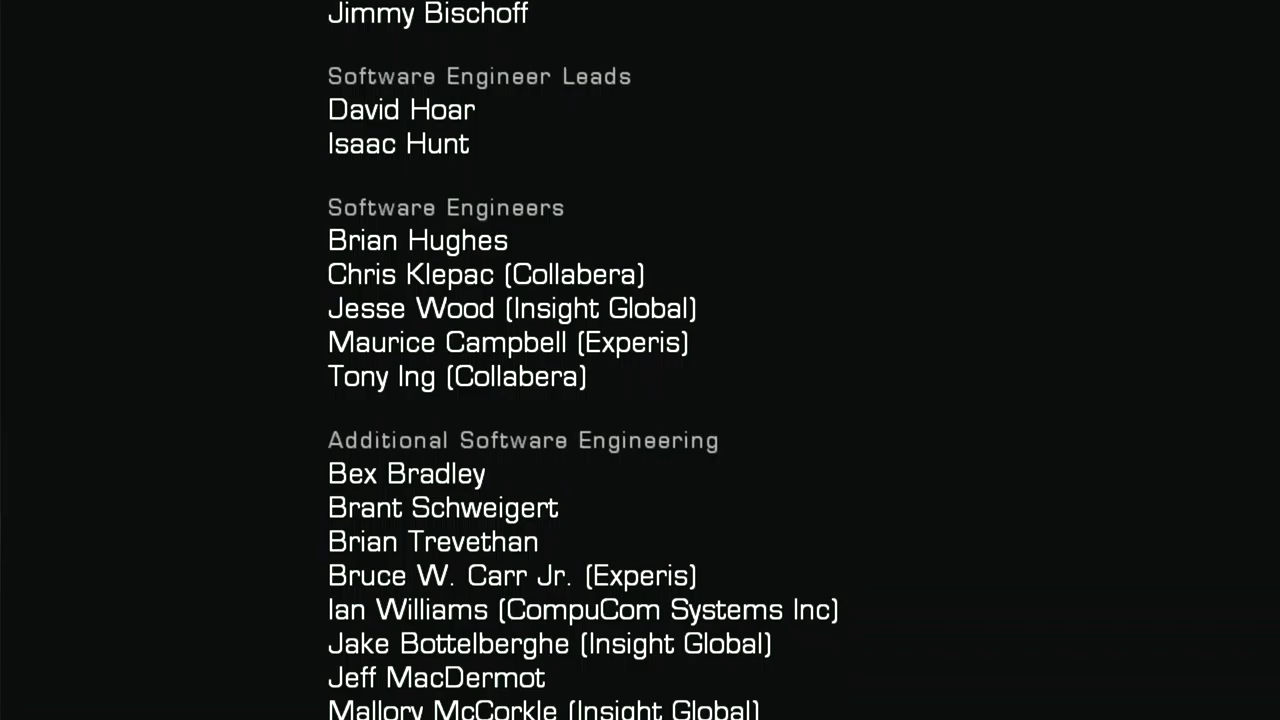 Jimmy Bischoff
Software Engineer Leads
David Hoar
Isaac Hunt
Software Engineers
Brian Hughes
Chris Klepac (Collabera)
Jesse Wood (Insight Global)
Maurice Campbell (Experis)
Tony Ing (Collabera)
Additional Software Engineering
Bex Bradley
Brant Schweigert
Brian Trevethan
Bruce W. Carr Jr. (Experis)
Ian Williams (CompuCom Systems Inc)
Jake Bottelberghe (Insight Global)
Jeff MacDermot
Mallory McCorkle (Insight Global)